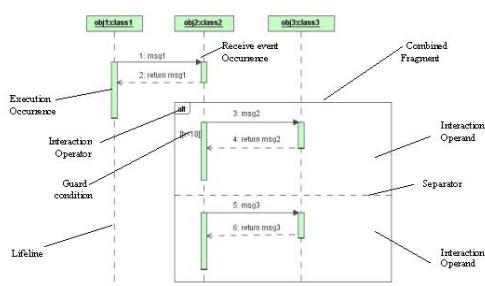 obj1:class1
obj2:class2
obj3:class3
1: msg1
2: return msg1
Receive event
Occurrence
Combined
Fragment
Execution
Occurrence
alt
3: msg2
4: return msg2
Interaction
Operator
Interaction
Operand
Guard
condition
Separator
5: msg3
6: return msg3
Lifeline
Interaction
Operand